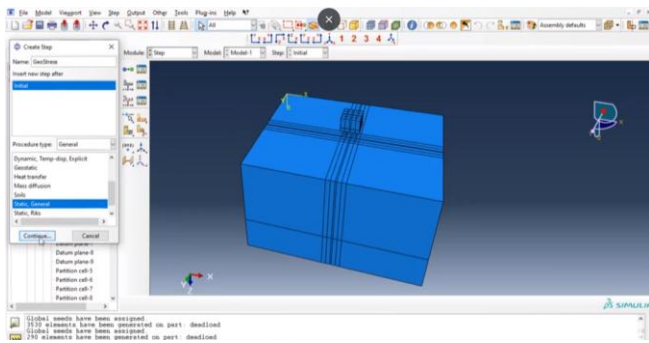 File Model Viewport View Step Output Other Tools Plug-ins Help
All
Assembly defaults
1 2 3 4
Module: Step Model: Model-1 Step: Initial
Create Step
Name: GeoStress
Insert new step after
Initial
Procedure type: General
Dynamic, Temp-disp, Explicit
Geostatic
Heat transfer
Mass diffusion
Soils
Static, General
Static, Riks
Continue... Cancel
Datum plane-8
Datum plane-9
Partition cell-5
Partition cell-6
Partition cell-7
Partition cell-8
X
Y
Z
SIMULIA
Global seeds have been assigned.
3530 elements have been generated on part: deadload
Global seeds have been assigned.
290 elements have been generated on part: deadload